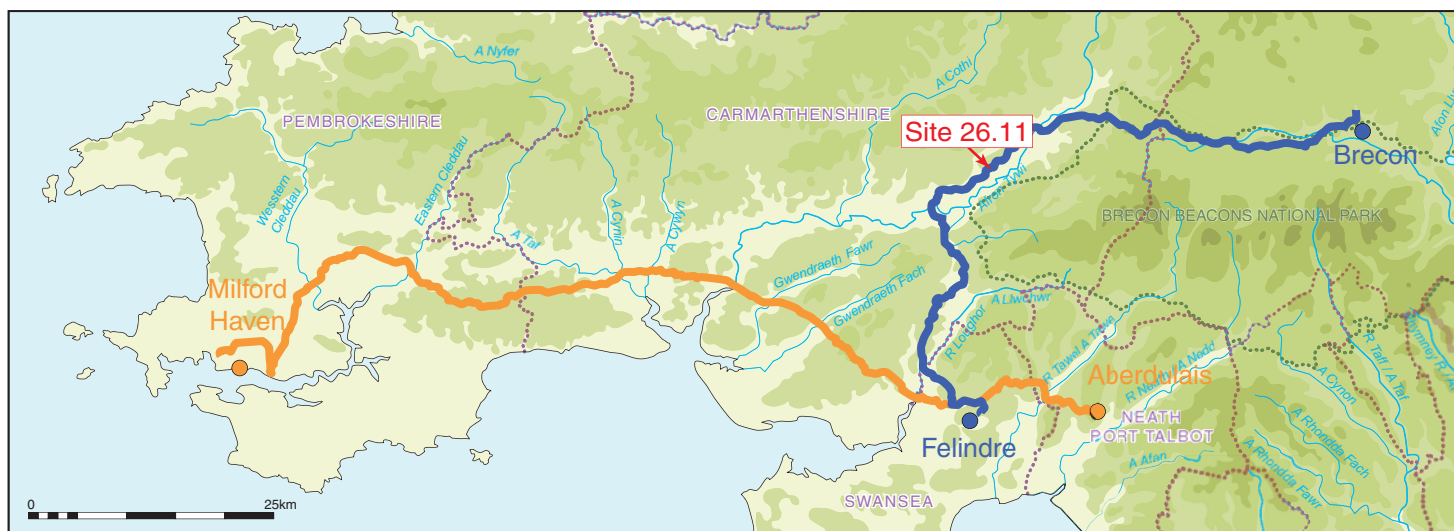 A Nyfer
A Cothi
PEMBROKESHIRE
CARMARTHENSHIRE
Site 26.11
Brecon
Western
Cleddau
Eastern Cleddau
A Taf
A Cynin
A Cywyn
Afon Tywi
BRECON BEACONS NATIONAL PARK
Gwendraeth Fawr
Gwendraeth Fach
A Llwchwr
R Loughor
Milford
Haven
R Tawe/ A Tawe
R Neath / A Nedd
Aberdulais
R Taff / A Taf
A Cynon
NEATH
PORT TALBOT
Felindre
A Rhondda Fach
A Rhondda Fawr
A Afan
SWANSEA
0
25km